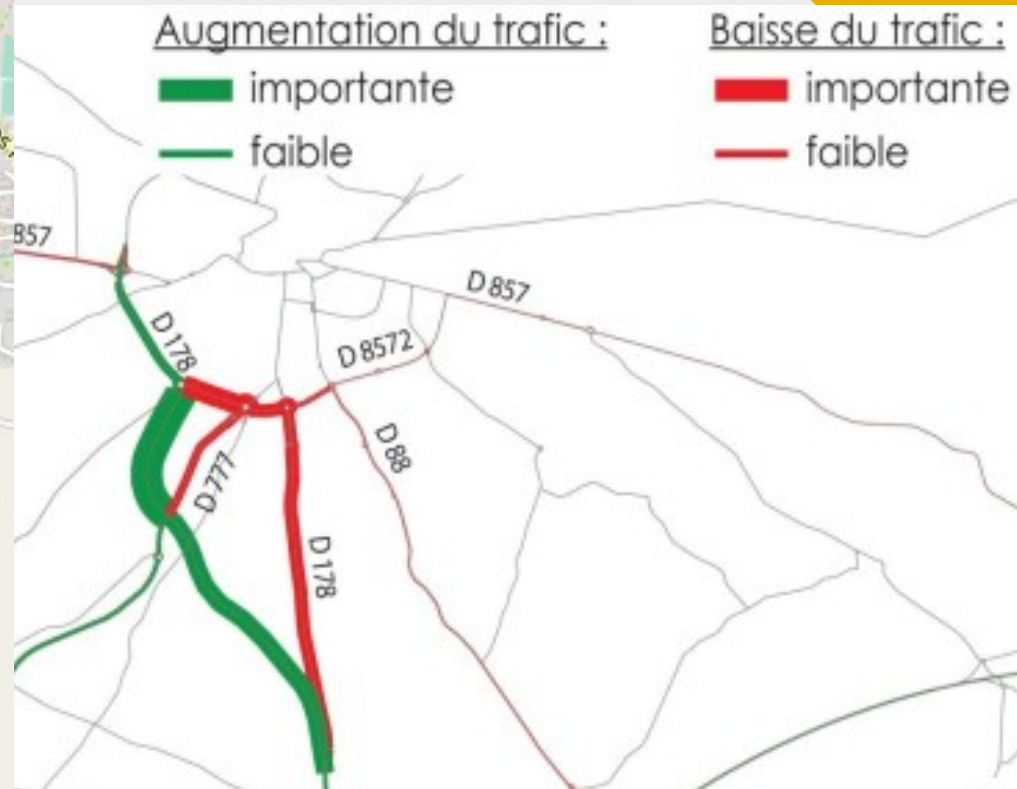 Augmentation du trafic :
importante
faible
Baisse du trafic :
importante
faible
857
D 857
D 178
D 8572
D 88
D 777
D 178